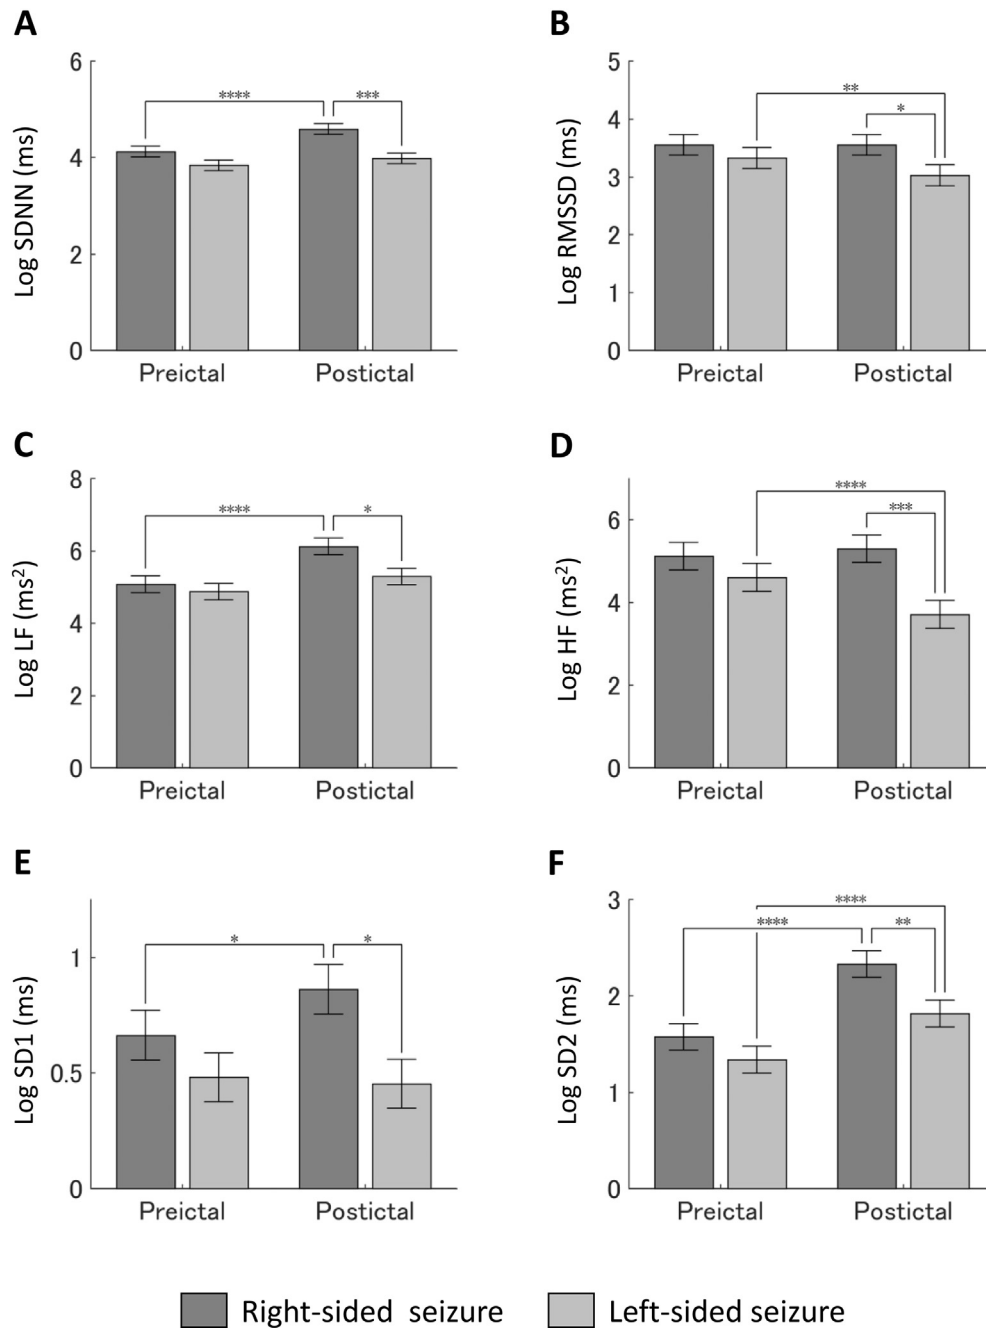 A
Log SDNN (ms)
6
4
2
0
****
***
Preictal Postictal
B
Log RMSSD (ms)
5
4
3
2
1
0
**
*
Preictal Postictal
C
Log LF (ms²)
8
6
4
2
0
****
*
Preictal Postictal
D
Log HF (ms²)
6
4
2
0
****
***
Preictal Postictal
E
Log SD1 (ms)
1
0.5
0
*
*
Preictal Postictal
F
Log SD2 (ms)
3
2
1
0
****
****
**
Preictal Postictal
Right-sided seizure Left-sided seizure